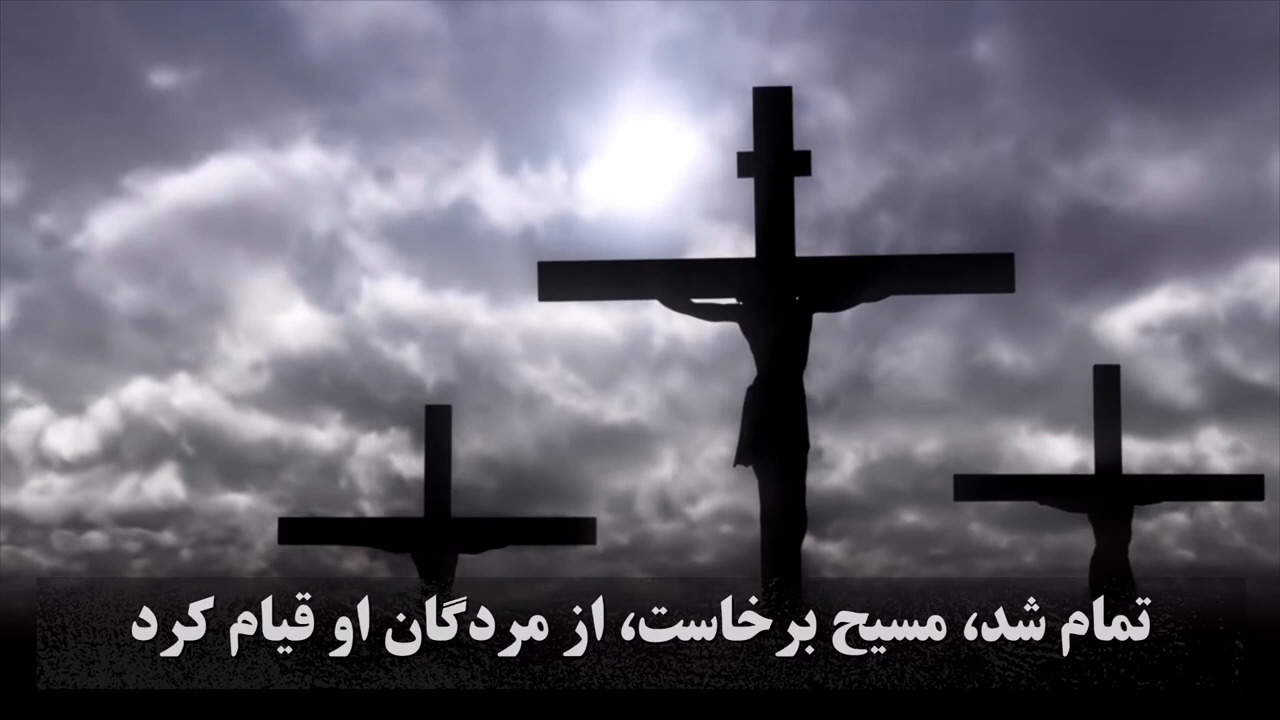 تمام شد، مسیح برخاست، از مردگان او قیام کرد